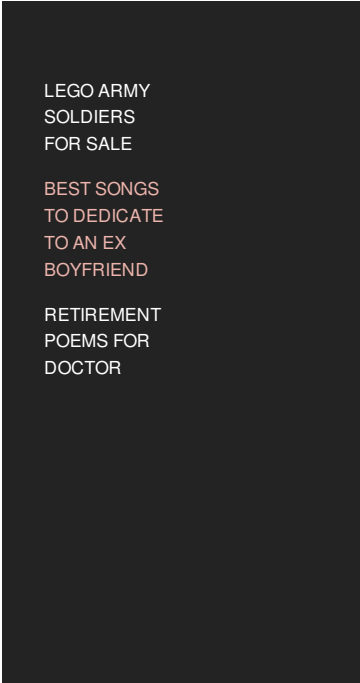 LEGO ARMY
SOLDIERS
FOR SALE
BEST SONGS
TO DEDICATE
TO AN EX
BOYFRIEND
RETIREMENT
POEMS FOR
DOCTOR